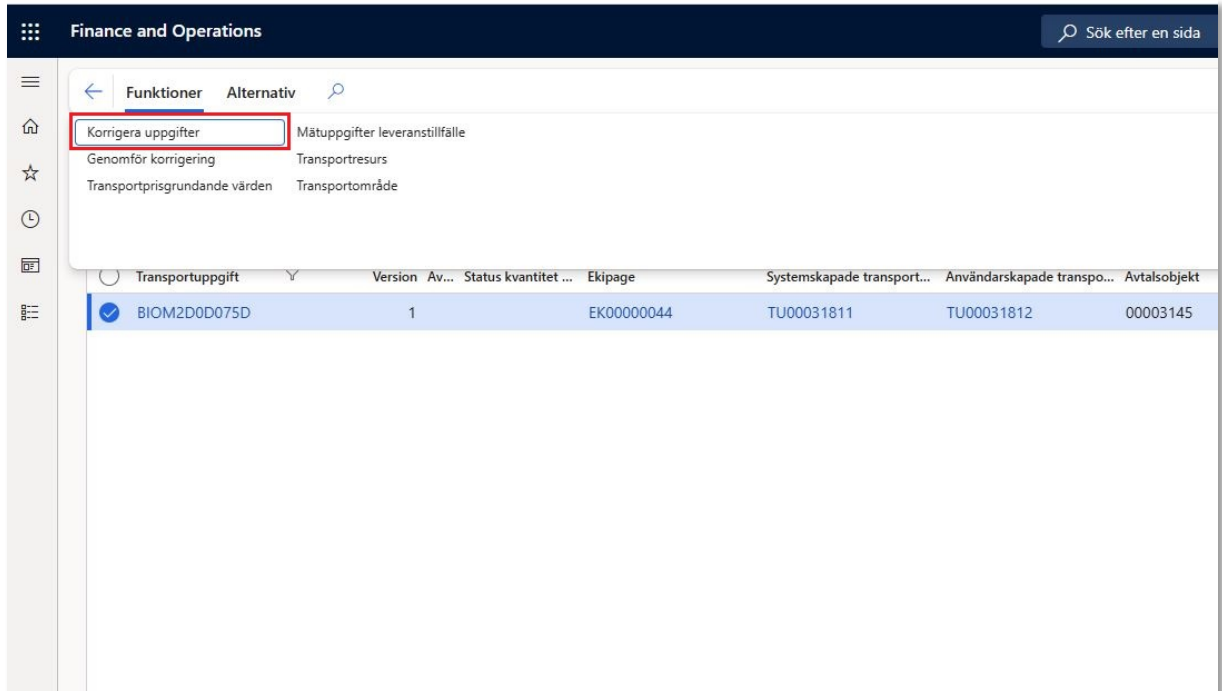 Finance and Operations Sök efter en sida
Funktioner Alternativ
Korrigera uppgifter Mätuppgifter leveranstillfälle
Genomför korrigering Transportresurs
Transportprisgrundande värden Transportområde
Transportuppgift Version Av... Status kvantitet ... Ekipage Systemskapade transport... Användarskapade transpo... Avtalsobjekt
BIOM2D0D075D 1 EK00000044 TU00031811 TU00031812 00003145